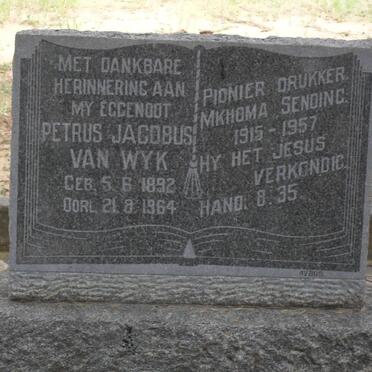 MET DANKBARE
HERINNERING AAN
MY EGGENOOT
PETRUS JACOBUS
VAN WYK
GEB. 5. 6. 1892
OORL. 21. 8. 1964
PIONIER DRUKKER
MKHOMA SENDING.
1915 - 1957
HY HET JESUS
VERKONDIG.
HAND. 8. 35